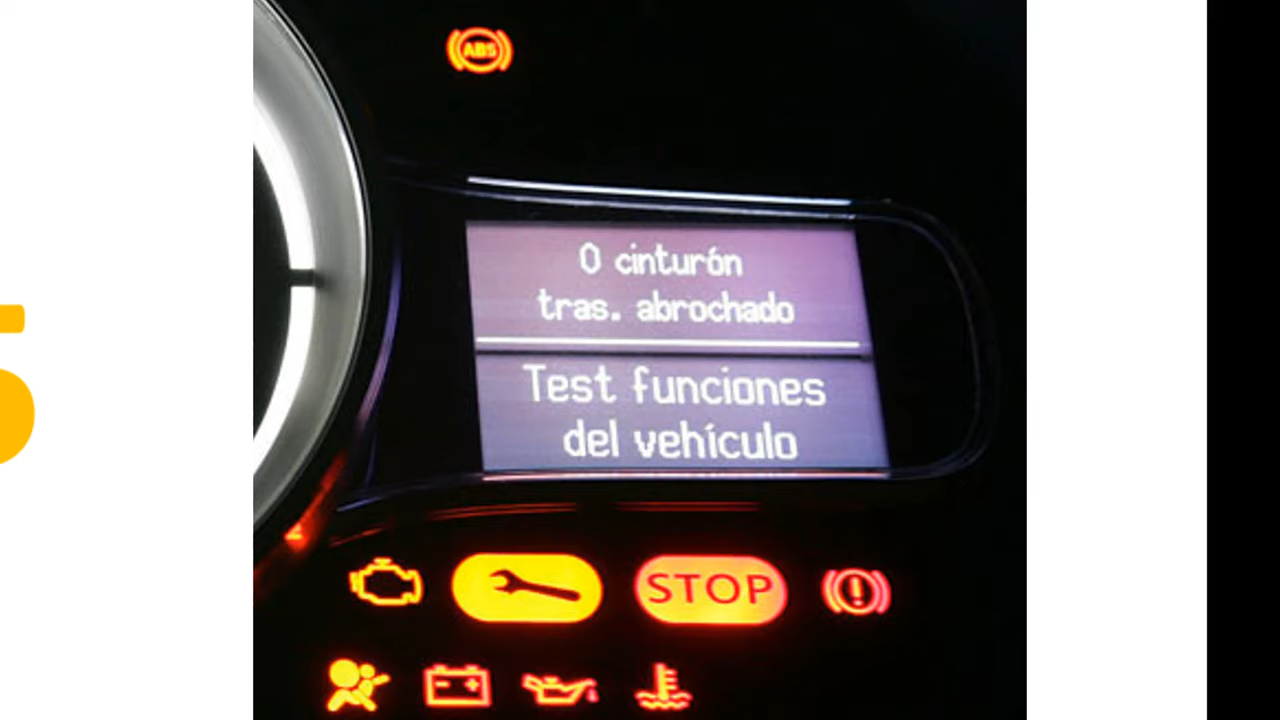 ABS
0 cinturón
tras. abrochado
Test funciones
del vehículo
STOP